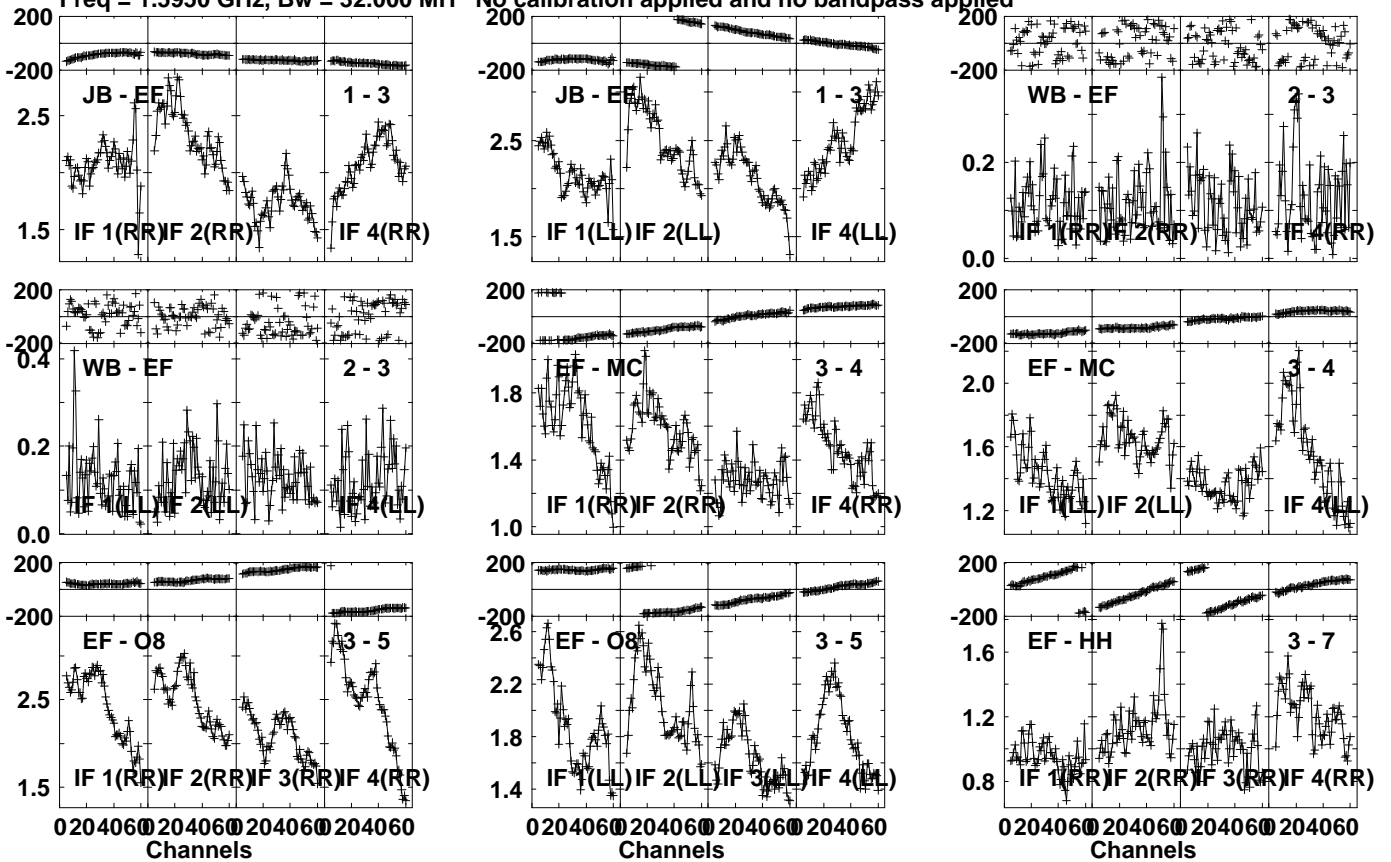 Freq = 1.5950 GHz, Bw = 32.000 MH No calibration applied and no bandpass applied
200
-200
JB - EF 1 - 3
2.5
1.5
IF 1(RR) IF 2(RR) IF 4(RR)
JB - EF 1 - 3
2.5
1.5
IF 1(LL) IF 2(LL) IF 4(LL)
200
-200
WB - EF 2 - 3
0.2
0.0
IF 1(RR) IF 2(RR) IF 4(RR)
200
-200
0.4
WB - EF 2 - 3
0.2
0.0
IF 1(LL) IF 2(LL) IF 4(LL)
200
-200
EF - MC 3 - 4
1.8
1.4
1.0
IF 1(RR) IF 2(RR) IF 4(RR)
200
-200
EF - MC 3 - 4
2.0
1.6
1.2
IF 1(LL) IF 2(LL) IF 4(LL)
200
-200
EF - O8 3 - 5
2.5
1.5
IF 1(RR) IF 2(RR) IF 3(RR) IF 4(RR)
0 20 40 60 0 20 40 60 0 20 40 60 0 20 40 60
Channels
200
-200
2.6
EF - O8 3 - 5
2.2
1.8
1.4
IF 1(LL) IF 2(LL) IF 3(LL) IF 4(LL)
0 20 40 60 0 20 40 60 0 20 40 60 0 20 40 60
Channels
200
-200
EF - HH 3 - 7
1.6
1.2
0.8
IF 1(RR) IF 2(RR) IF 3(RR) IF 4(RR)
0 20 40 60 0 20 40 60 0 20 40 60 0 20 40 60
Channels